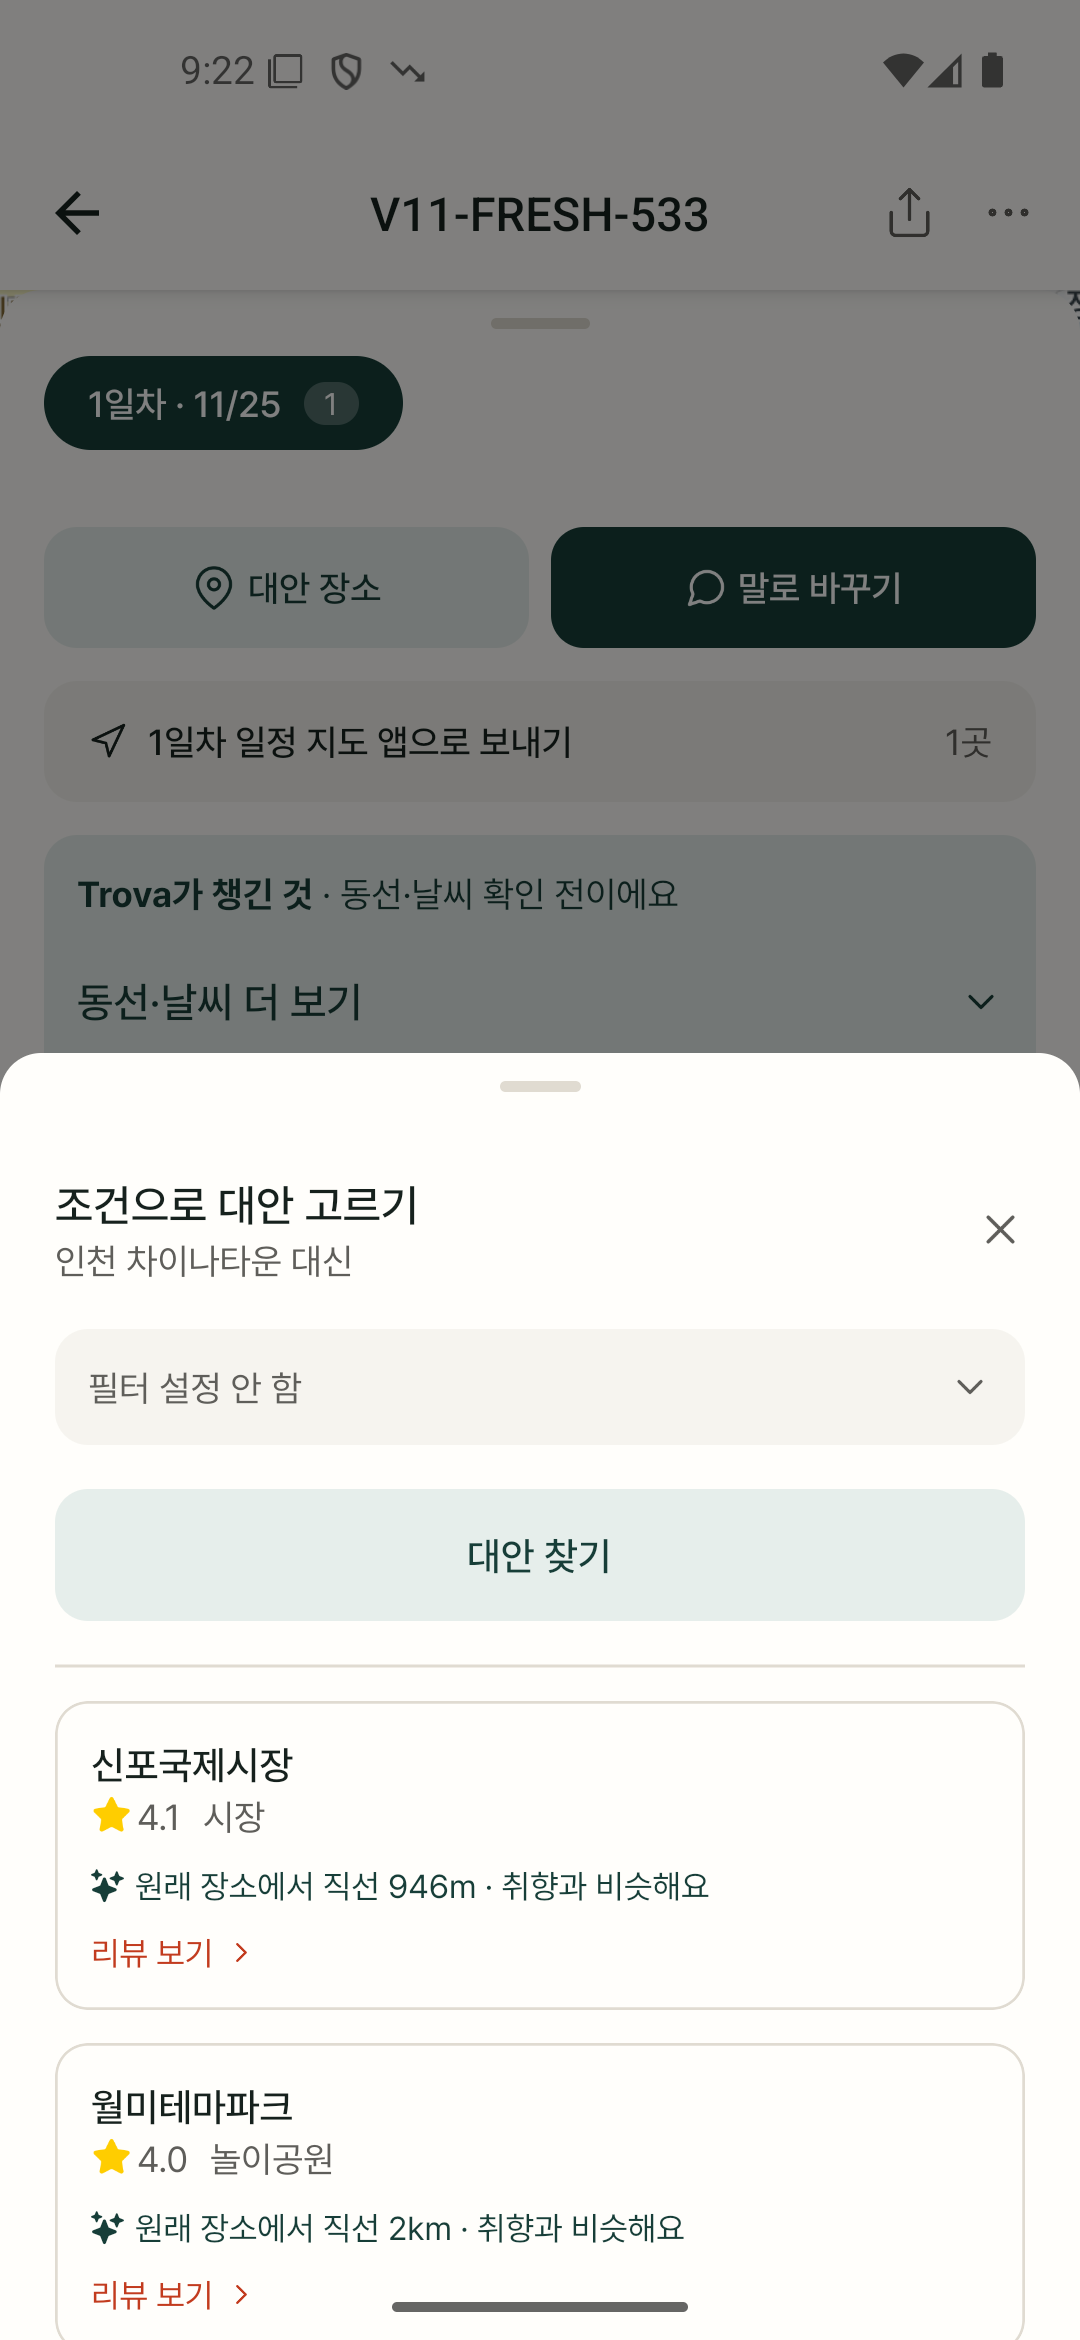 9:22
V11-FRESH-533
1일차 · 11/25 1
대안 장소
말로 바꾸기
1일차 일정 지도 앱으로 보내기 1곳
Trova가 챙긴 것 · 동선·날씨 확인 전이에요
동선·날씨 더 보기
조건으로 대안 고르기
인천 차이나타운 대신
필터 설정 안 함
대안 찾기
신포국제시장
4.1 시장
원래 장소에서 직선 946m · 취향과 비슷해요
리뷰 보기
월미테마파크
4.0 놀이공원
원래 장소에서 직선 2km · 취향과 비슷해요
리뷰 보기